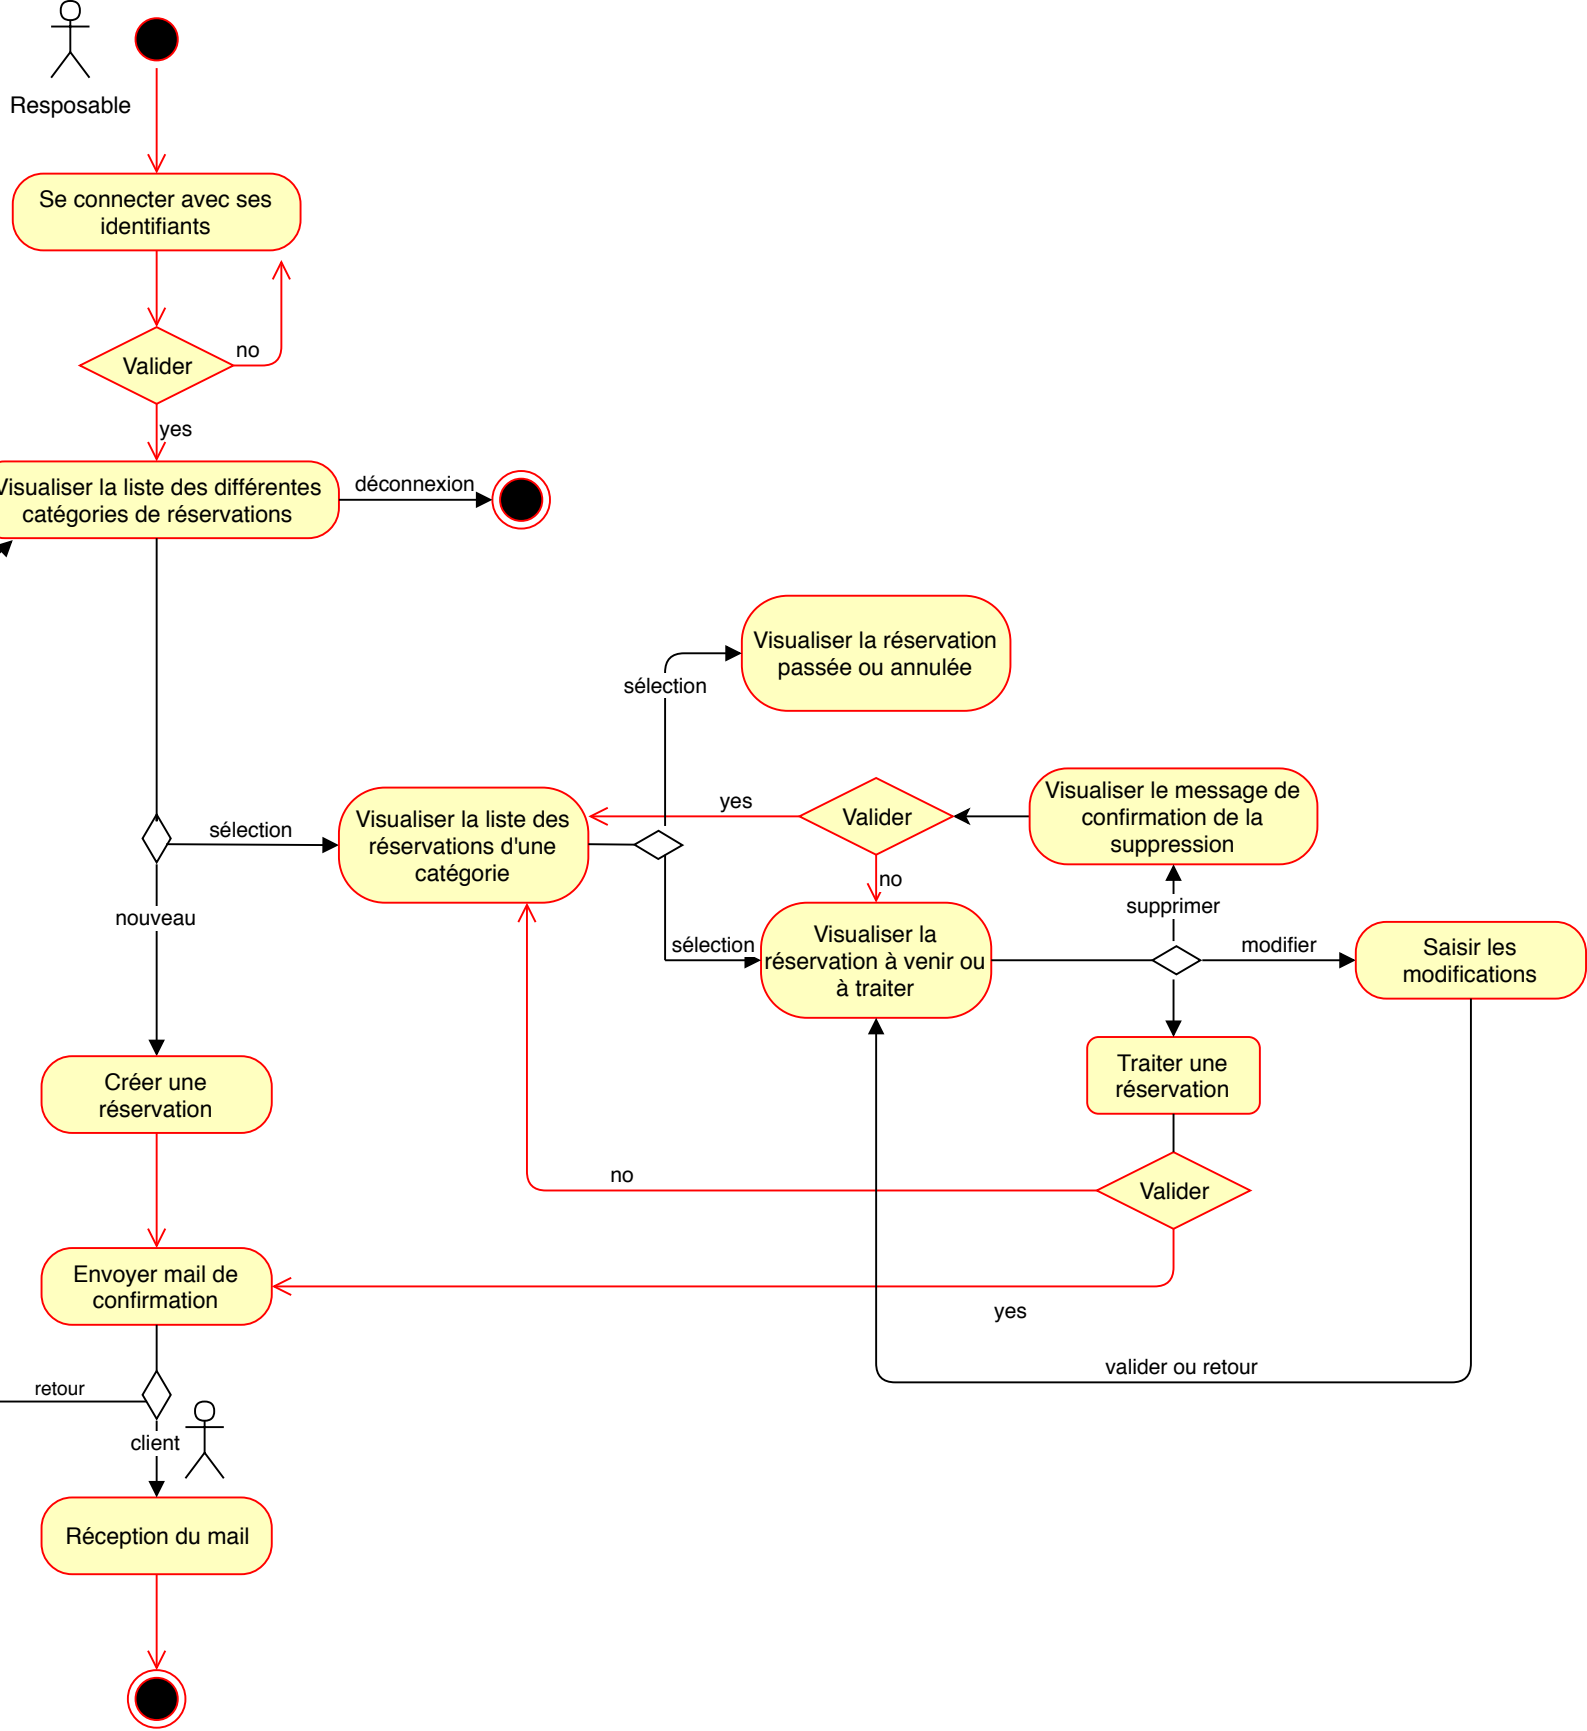 Resposable
Se connecter avec ses
identifiants
Valider
no
yes
Visualiser la liste des différentes
catégories de réservations
déconnexion
Visualiser la réservation
passée ou annulée
sélection
Visualiser le message de
confirmation de la
suppression
yes
Valider
sélection
Visualiser la liste des
réservations d'une
catégorie
no
supprimer
nouveau
sélection
Visualiser la
réservation à venir ou
à traiter
modifier
Saisir les
modifications
Traiter une
réservation
Créer une
réservation
no
Valider
Envoyer mail de
confirmation
yes
valider ou retour
retour
client
Réception du mail